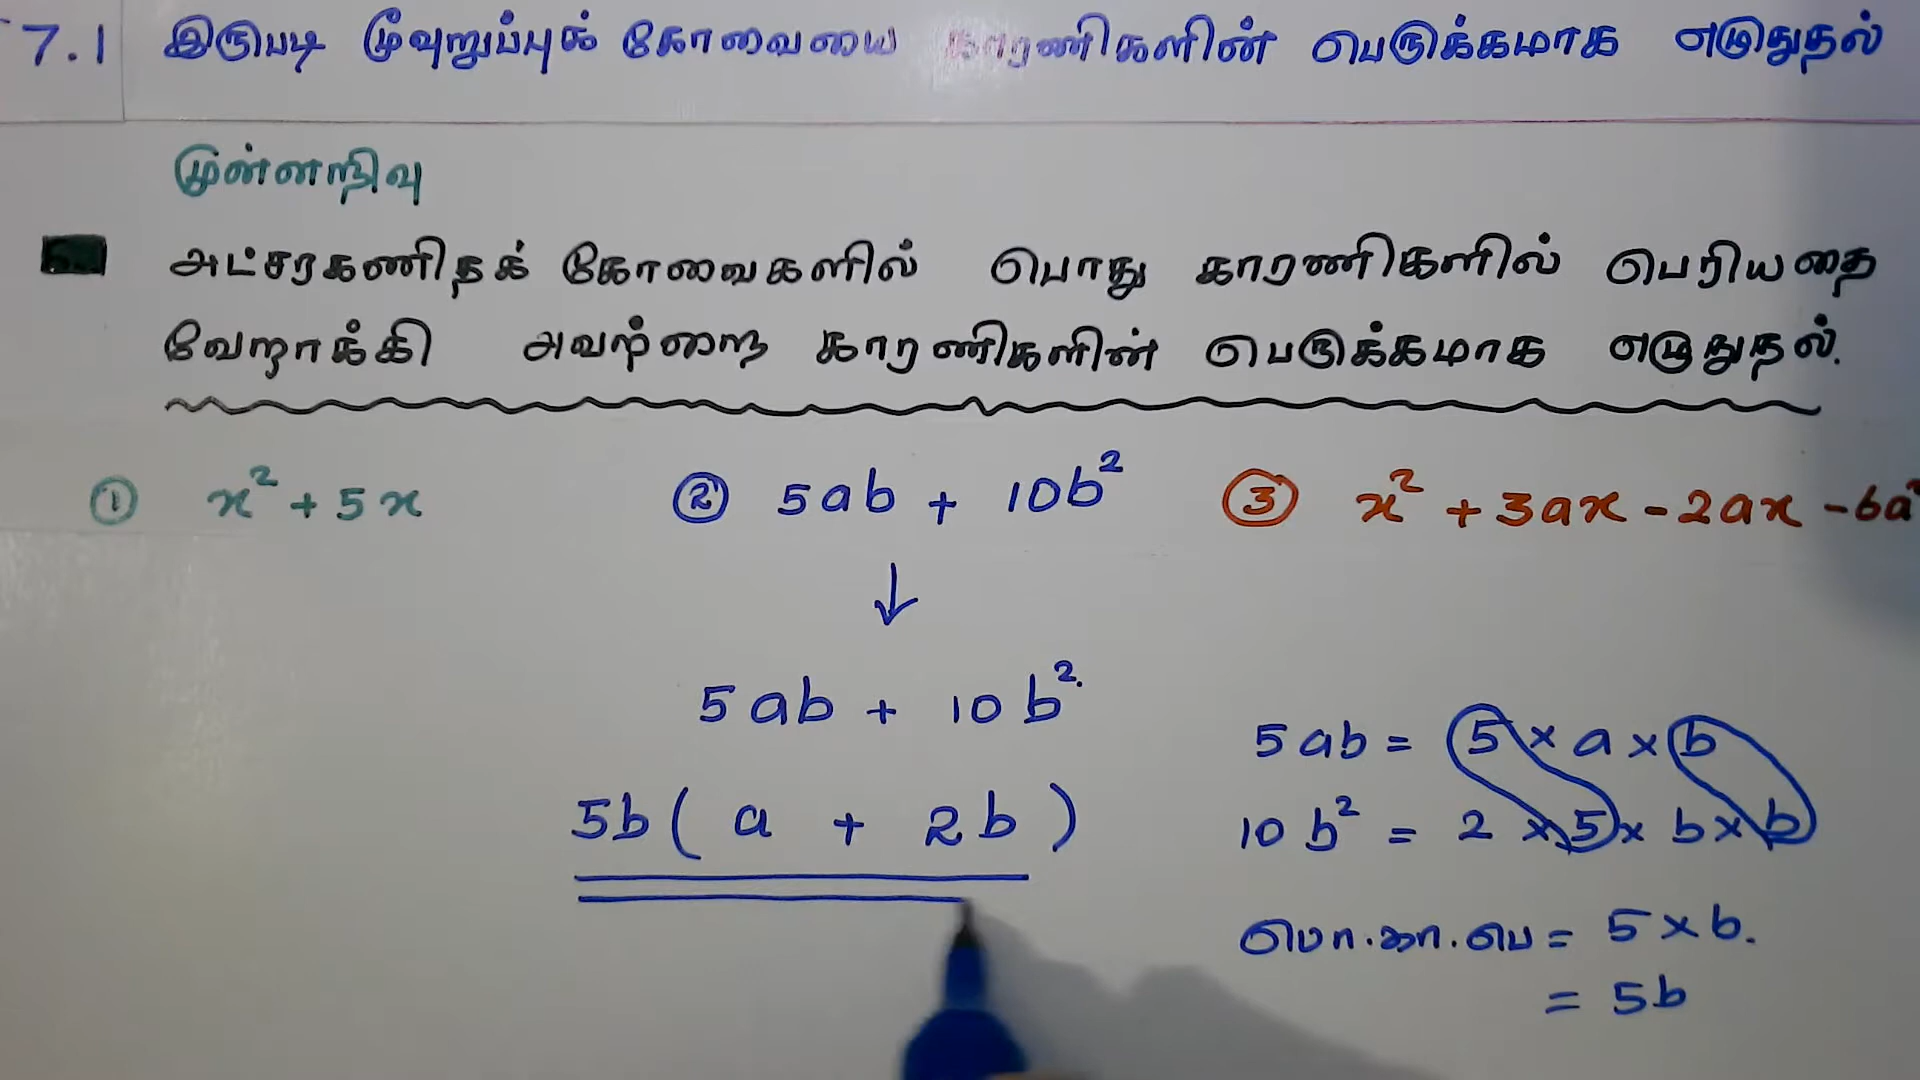 7.1 இருபடி மூவுறுப்புக் கோவையை காரணிகளின் பெருக்கமாக எழுதுதல்
முன்னறிவு
அட்சரகணிதக் கோவைகளில் பொது காரணிகளில் பெரியதை
வேறாக்கி அவற்றை காரணிகளின் பெருக்கமாக எழுதுதல்.
① x² + 5x ② 5ab + 10b² ③ x² + 3ax - 2ax - 6a²
↓
5ab + 10b²
5b( a + 2b )
5ab = 5 × a × b
10b² = 2 × 5 × b × b
பொ.கா.பெ = 5 × b.
= 5b